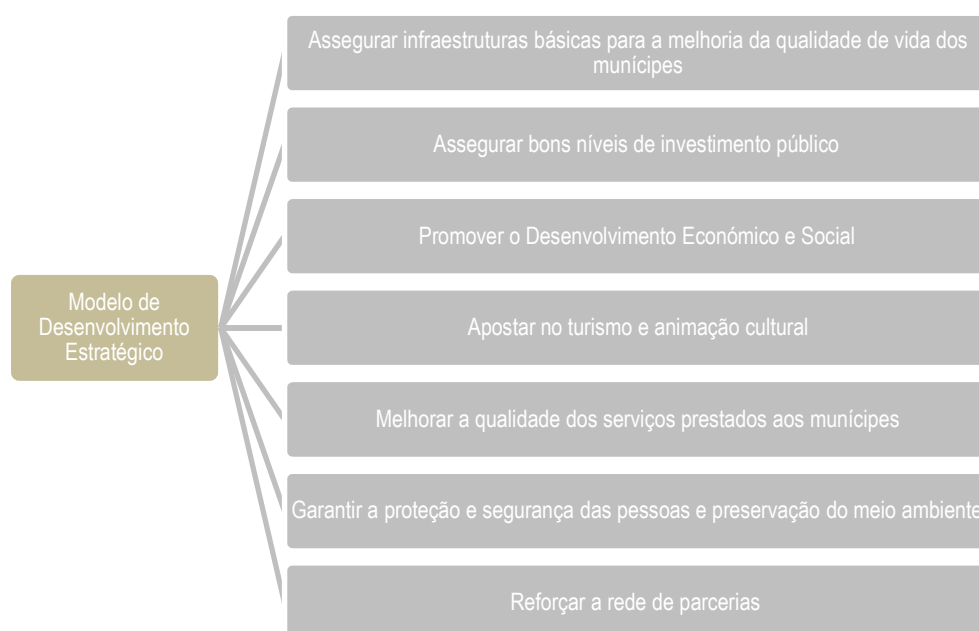 Assegurar infraestruturas básicas para a melhoria da qualidade de vida dos
munícipes
Assegurar bons níveis de investimento público
Promover o Desenvolvimento Económico e Social
Modelo de
Desenvolvimento
Estratégico
Apostar no turismo e animação cultural
Melhorar a qualidade dos serviços prestados aos munícipes
Garantir a proteção e segurança das pessoas e preservação do meio ambiente
Reforçar a rede de parcerias